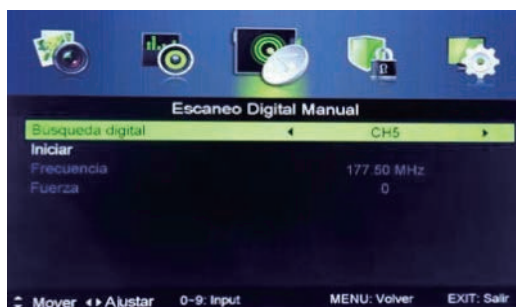 Escaneo Digital Manual
Búsqueda digital CH5
Iniciar
Frecuencia 177.50 MHz
Fuerza 0
Mover Ajustar 0-9: Input MENU: Volver EXIT: Salir